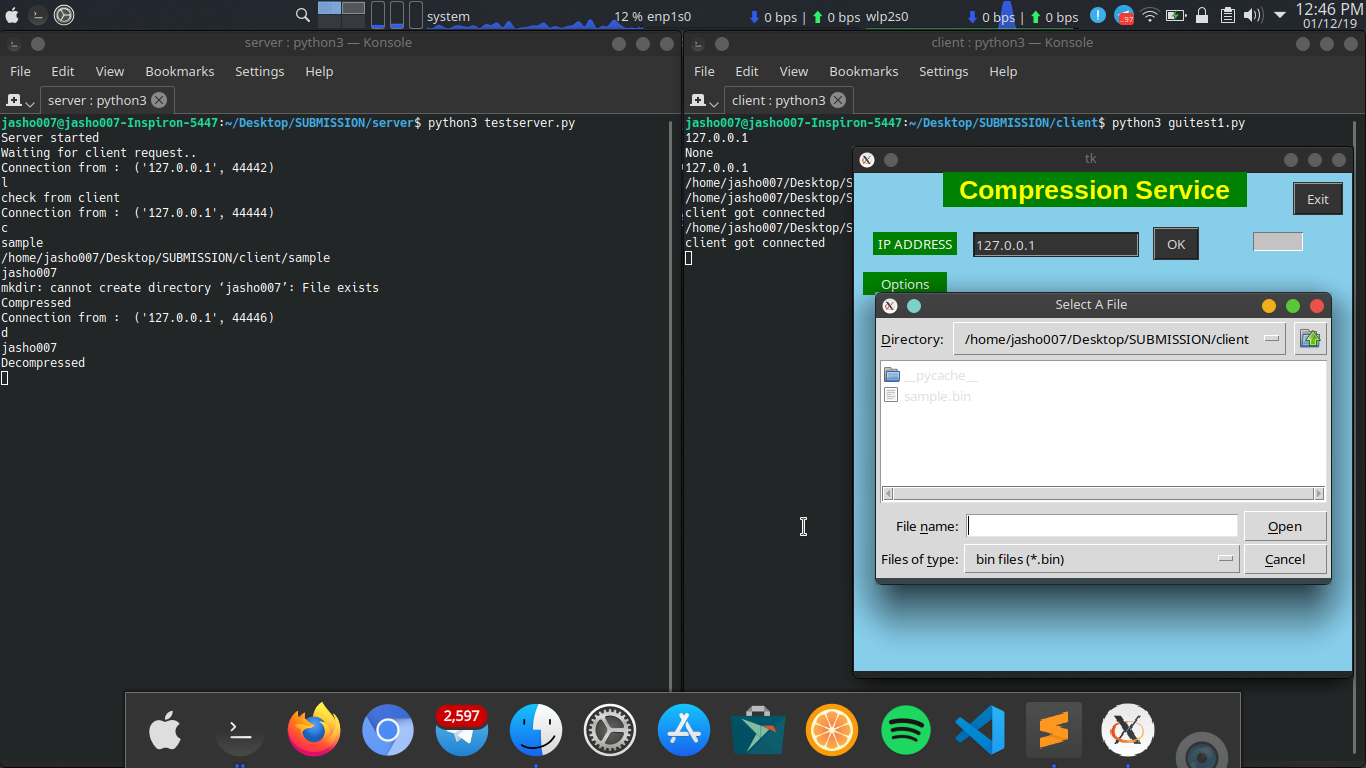 system
12 % enp1s0
0 bps | 0 bps wlp2s0
0 bps | 0 bps
12:46 PM
01/12/19
server : python3 — Konsole
File Edit View Bookmarks Settings Help
server : python3
jasho007@jasho007-Inspiron-5447:~/Desktop/SUBMISSION/server$ python3 testserver.py
Server started
Waiting for client request..
Connection from :  ('127.0.0.1', 44442)
l
check from client
Connection from :  ('127.0.0.1', 44444)
c
sample
/home/jasho007/Desktop/SUBMISSION/client/sample
jasho007
mkdir: cannot create directory ‘jasho007’: File exists
Compressed
Connection from :  ('127.0.0.1', 44446)
d
jasho007
Decompressed
client : python3 — Konsole
File Edit View Bookmarks Settings Help
client : python3
jasho007@jasho007-Inspiron-5447:~/Desktop/SUBMISSION/client$ python3 guitest1.py
127.0.0.1
None
127.0.0.1
/home/jasho007/Desktop/S
/home/jasho007/Desktop/S
client got connected
/home/jasho007/Desktop/S
client got connected
tk
Compression Service
Exit
IP ADDRESS 127.0.0.1 OK
Options
Select A File
Directory: /home/jasho007/Desktop/SUBMISSION/client
__pycache__
sample.bin
File name: Open
Files of type: bin files (*.bin) Cancel
2,597